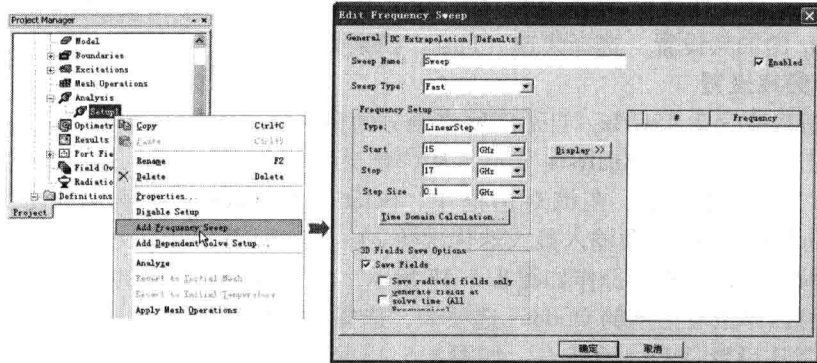 Project Manager
Model
Boundaries
Excitations
Mesh Operations
Analysis
Setup1
Optimetr
Results
Port Fie
Field Ov
Radiatio
Definitions
Project
Copy Ctrl+C
Paste Ctrl+V
Rename F2
Delete Delete
Properties...
Disable Setup
Add Frequency Sweep...
Add Dependent Solve Setup...
Analyze
Revert to Initial Mesh
Revert to Initial Temperature
Apply Mesh Operations
Edit Frequency Sweep
General DC Extrapolation Defaults
Sweep Name: Sweep
Enabled
Sweep Type: Fast
Frequency Setup
Type: LinearStep
Start 15 GHz
Stop 17 GHz
Step Size 0.1 GHz
Display >>
Time Domain Calculation...
# Frequency
3D Fields Save Options
Save Fields
Save radiated fields only
Generate fields at
solve time (All
Frequencies)
确定 取消